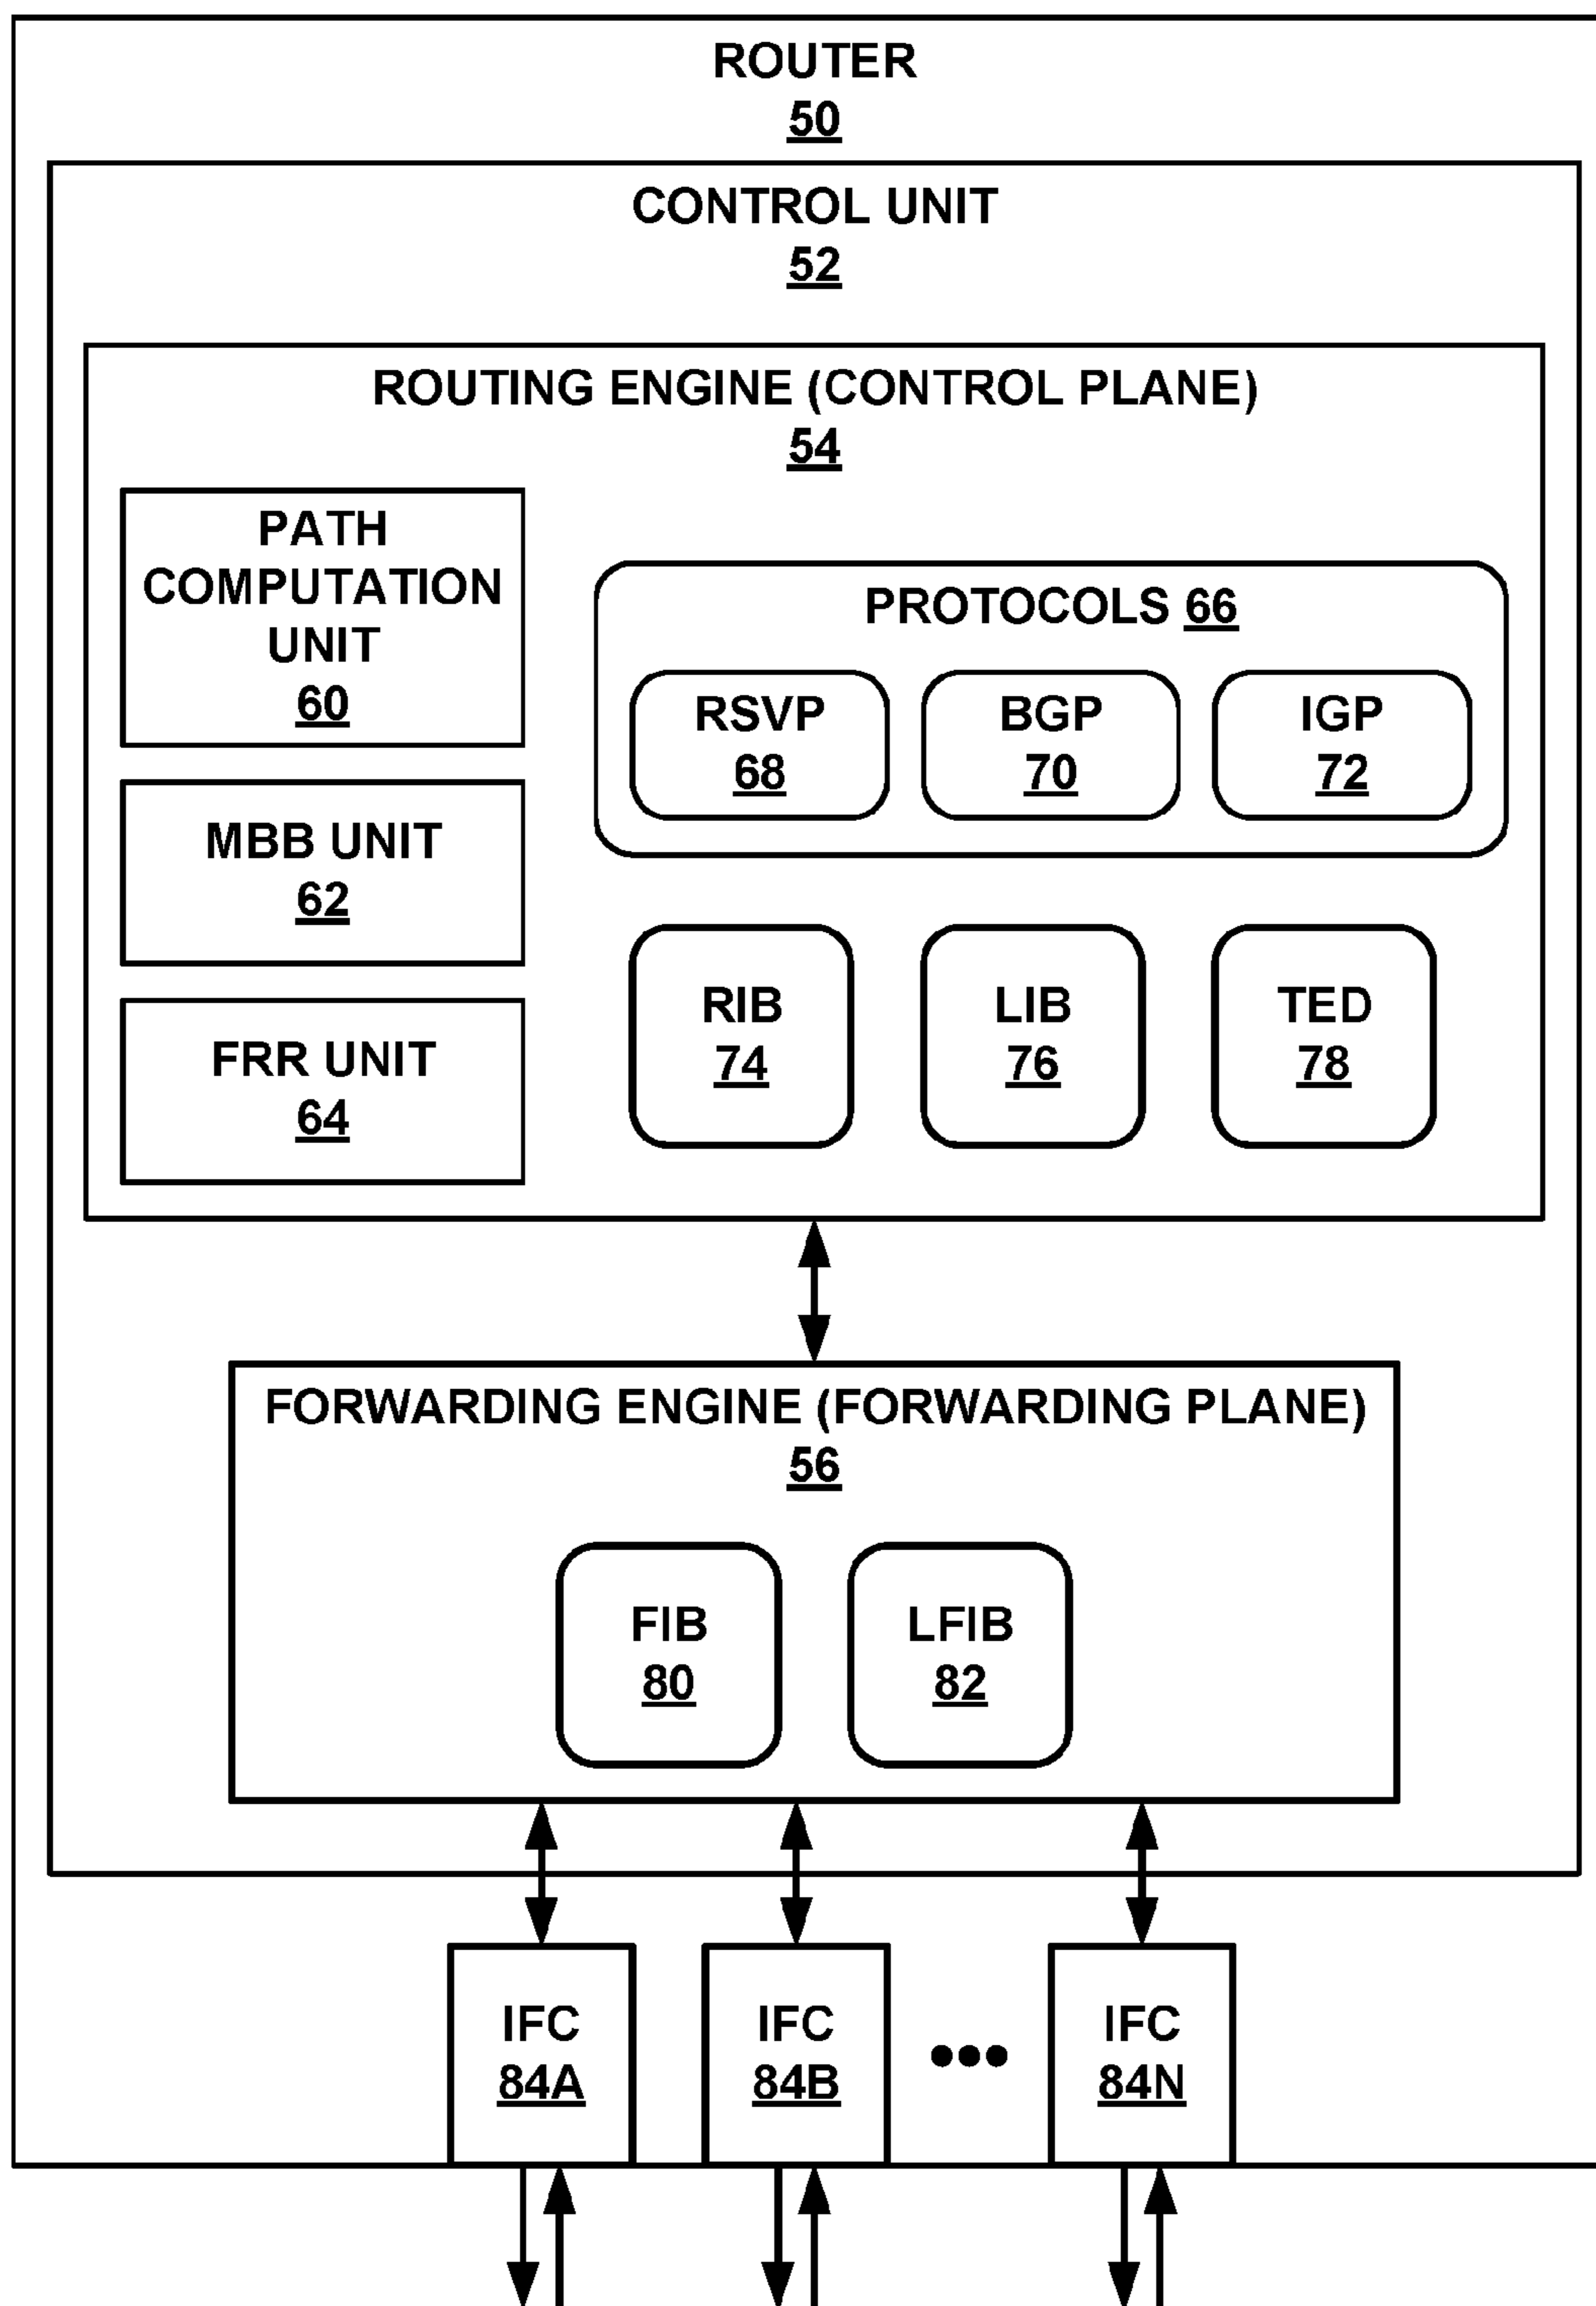 ROUTER
50
CONTROL UNIT
52
ROUTING ENGINE (CONTROL PLANE)
54
PATH
COMPUTATION
UNIT
60
MBB UNIT
62
FRR UNIT
64
PROTOCOLS 66
RSVP
68
BGP
70
IGP
72
RIB
74
LIB
76
TED
78
FORWARDING ENGINE (FORWARDING PLANE)
56
FIB
80
LFIB
82
IFC
84A
IFC
84B
•••
IFC
84N